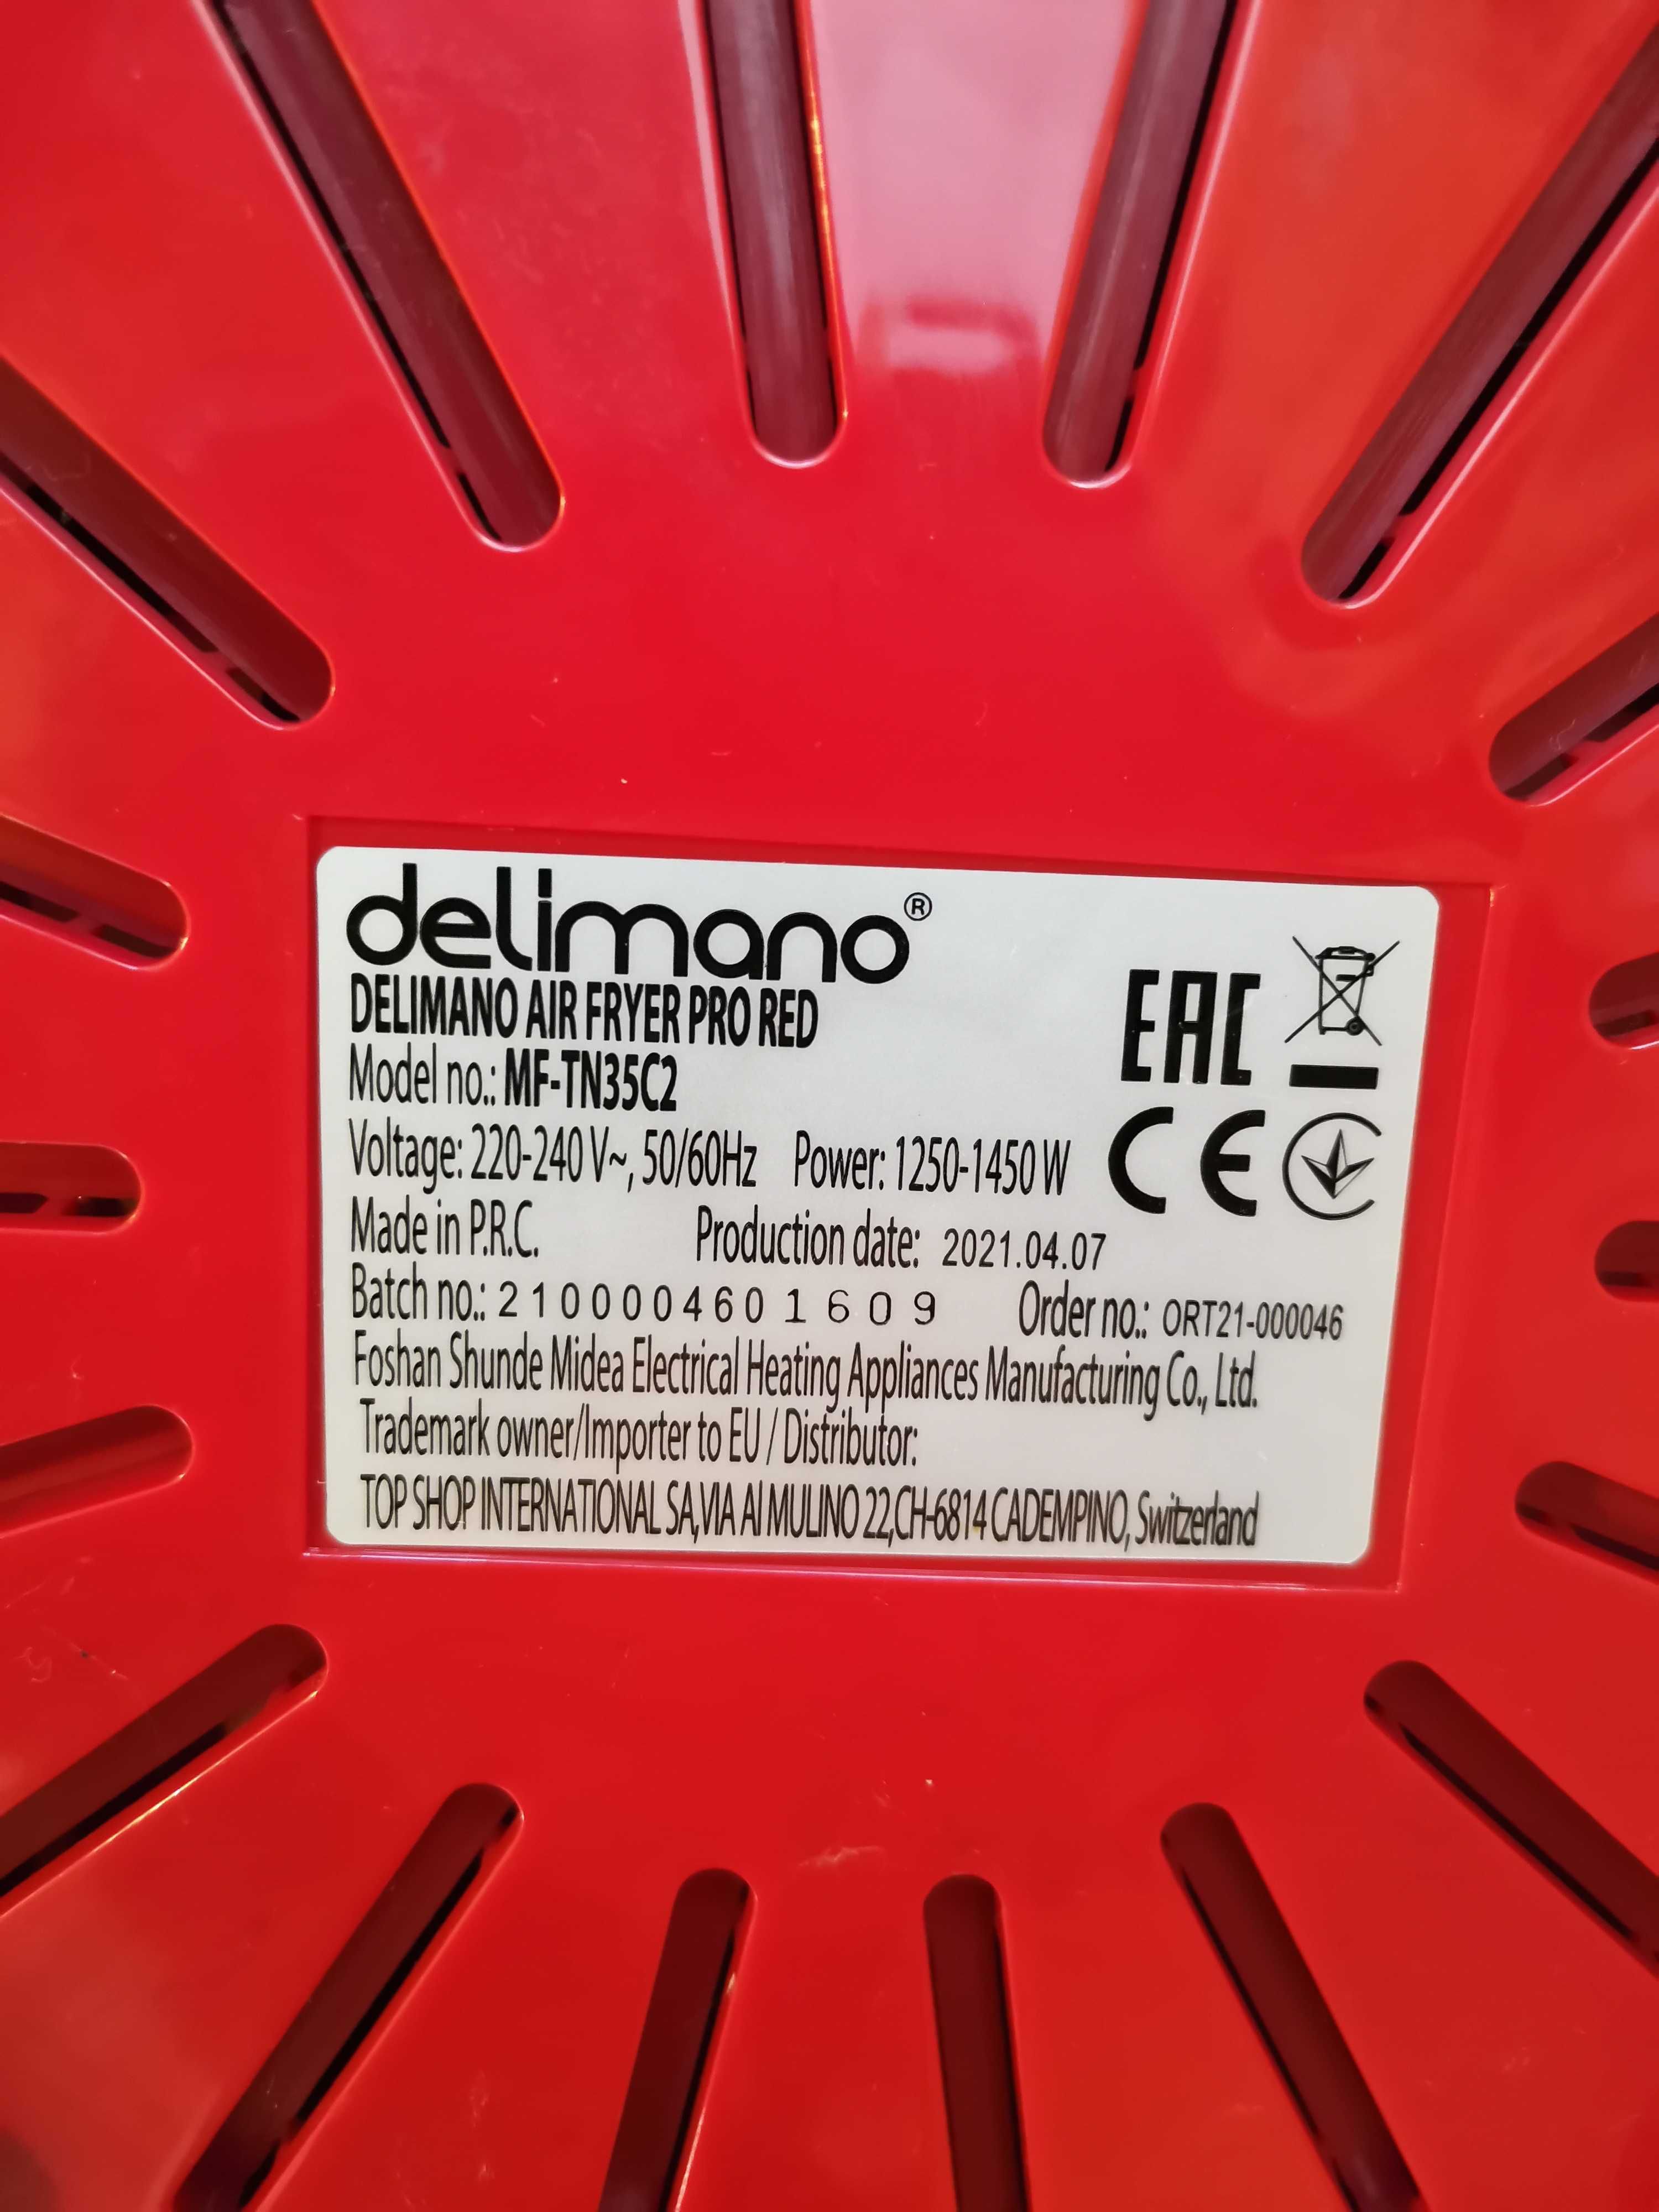 delimano®
DELIMANO AIR FRYER PRO RED
Model no.: MF-TN35C2
EAC
Voltage: 220-240 V~, 50/60Hz Power: 1250-1450 W
CE
Made in P.R.C. Production date: 2021.04.07
Batch no.: 2100004601609 Order no.: ORT21-000046
Foshan Shunde Midea Electrical Heating Appliances Manufacturing Co., Ltd.
Trademark owner/Importer to EU / Distributor:
TOP SHOP INTERNATIONAL SA,VIA Al MULINO 22,CH-6814 CADEMPINO, Switzerland